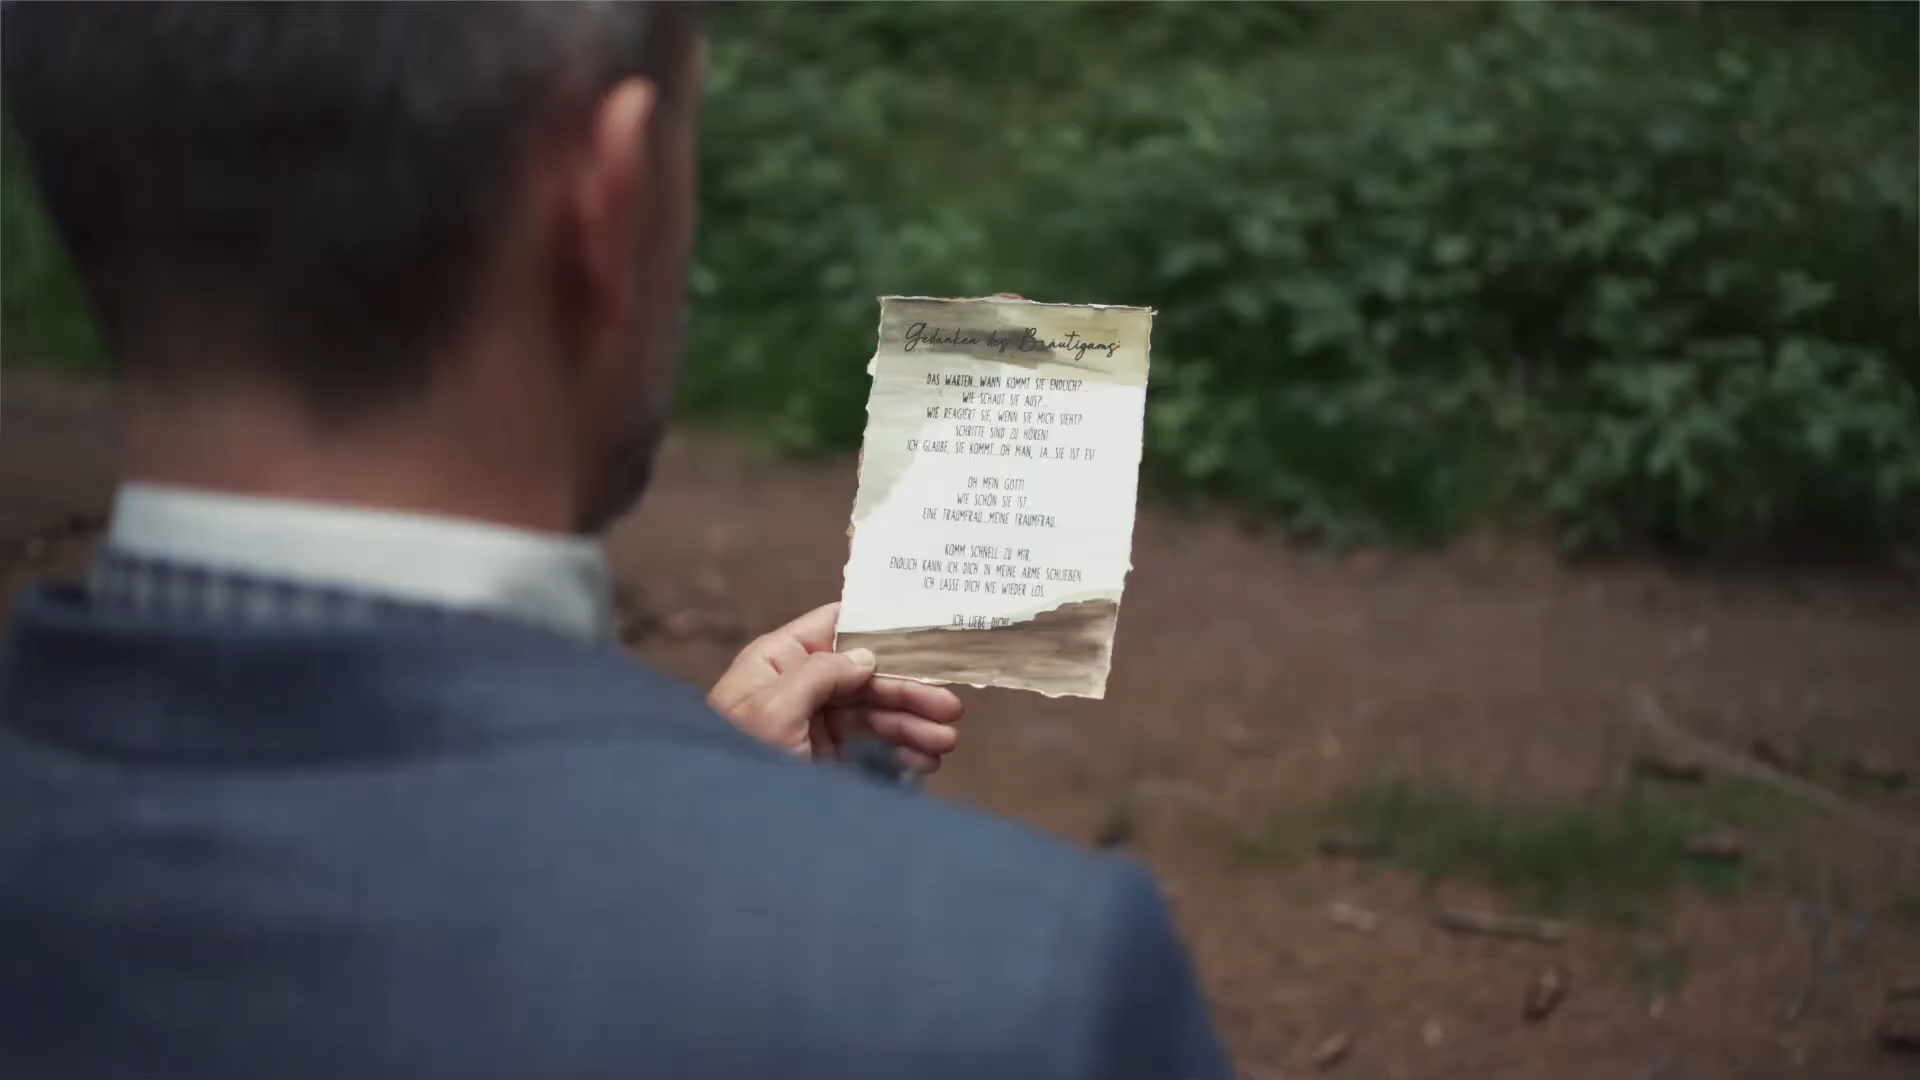 Gedanken des Bräutigams:
DAS WARTEN...WANN KOMMT SIE ENDLICH?...
WIE SCHAUT SIE AUS?...
WIE REAGIERT SIE, WENN SIE MICH SIEHT?
SCHRITTE SIND ZU HÖREN!
ICH GLAUBE, SIE KOMMT...OH MAN, JA...SIE IST ES!
OH MEIN GOTT!
WIE SCHÖN SIE IST...
EINE TRAUMFRAU...MEINE TRAUMFRAU...
KOMM SCHNELL ZU MIR.
ENDLICH KANN ICH DICH IN MEINE ARME SCHLIEßEN.
ICH LASSE DICH NIE WIEDER LOS.
ICH LIEBE DICH!